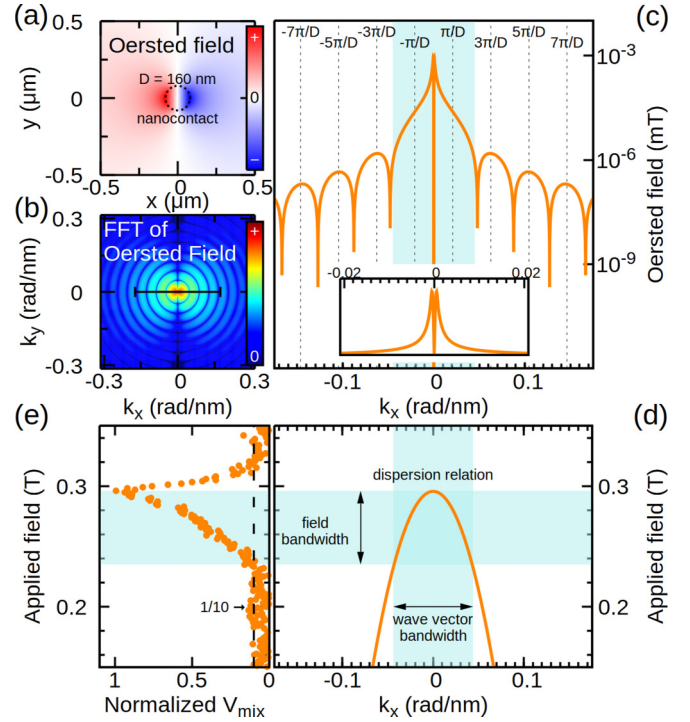 (a)
Oersted field
D = 160 nm
nanocontact
+
0
−
0.5
0
-0.5
y (µm)
-0.5
0
0.5
x (µm)
(b)
FFT of
Oersted Field
+
0
0.3
0
-0.3
ky (rad/nm)
-0.3
0
0.3
kx (rad/nm)
(c)
-7π/D
-5π/D
-3π/D
-π/D
π/D
3π/D
5π/D
7π/D
10⁻³
10⁻⁶
10⁻⁹
Oersted field (mT)
-0.02
0
0.02
-0.1
0
0.1
kx (rad/nm)
(e)
Applied field (T)
0.3
0.2
1/10
1
0.5
0
Normalized Vmix
(d)
dispersion relation
field
bandwidth
wave vector
bandwidth
0.3
0.2
Applied field (T)
-0.1
0
0.1
kx (rad/nm)